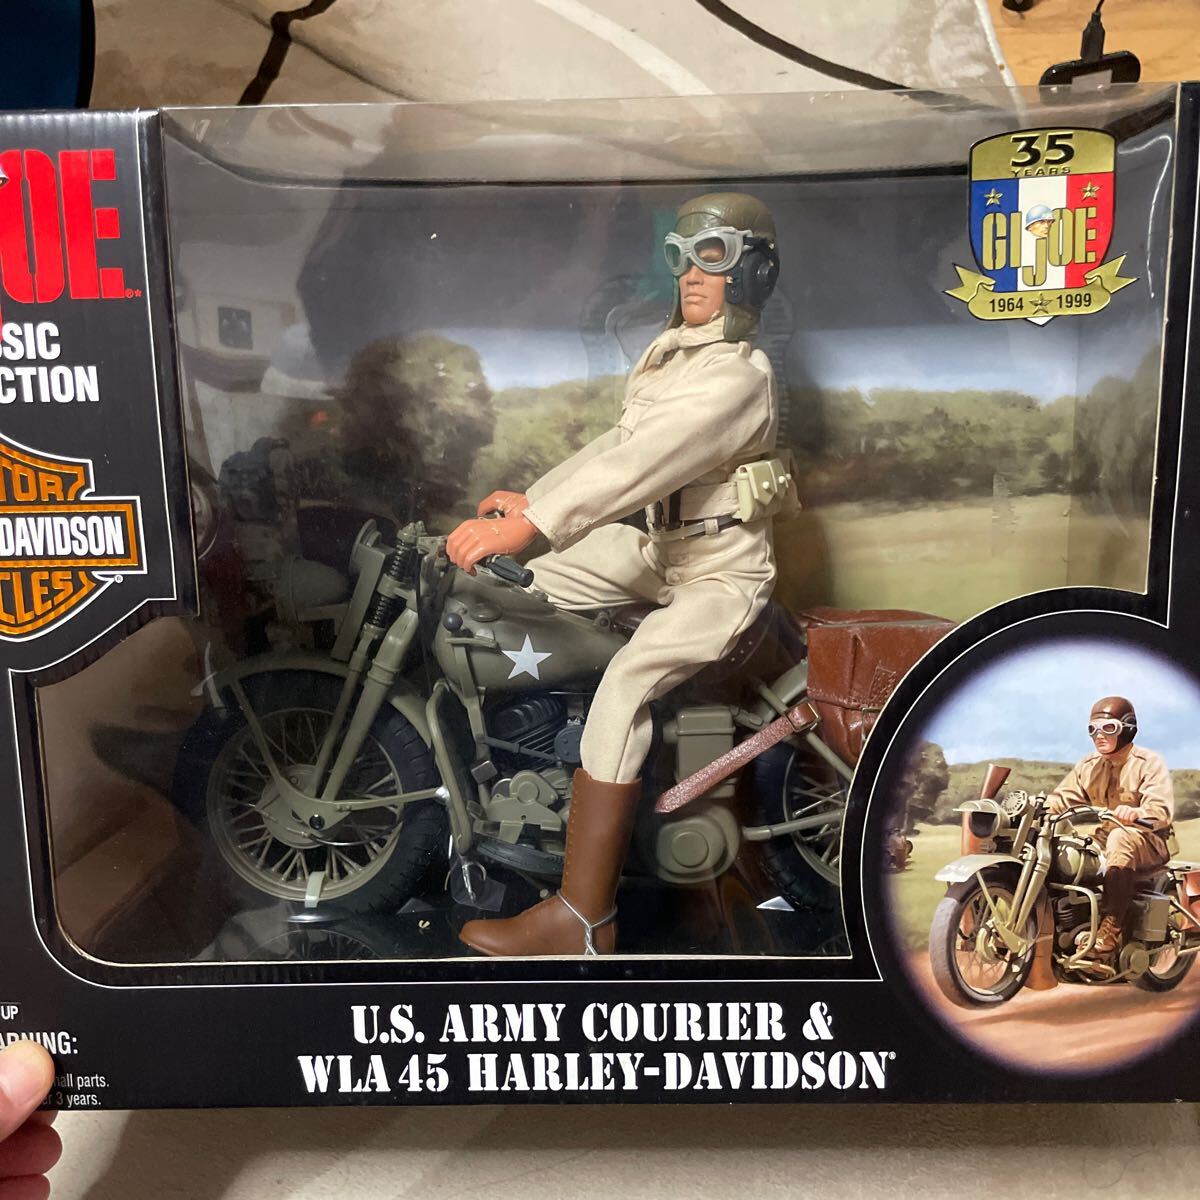 JOE
SSIC
CTION
TOR
DAVIDSON
CLES
35
YEARS
GI JOE
1964 1999
UP
ARNING:
all parts.
er 3 years.
U.S. ARMY COURIER &
WLA 45 HARLEY-DAVIDSON®